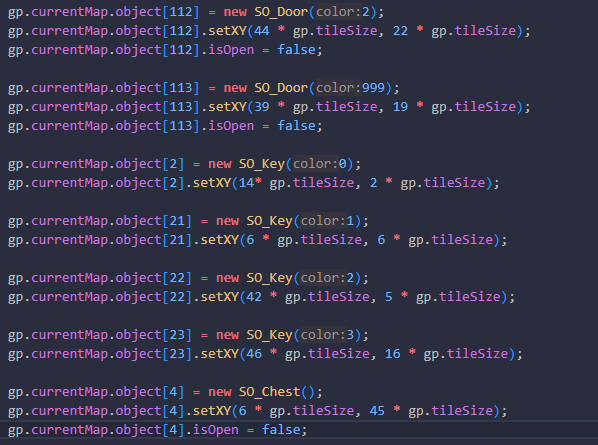 gp.currentMap.object[112] = new SO_Door(color:2);
gp.currentMap.object[112].setXY(44 * gp.tileSize, 22 * gp.tileSize);
gp.currentMap.object[112].isOpen = false;
gp.currentMap.object[113] = new SO_Door(color:999);
gp.currentMap.object[113].setXY(39 * gp.tileSize, 19 * gp.tileSize);
gp.currentMap.object[113].isOpen = false;
gp.currentMap.object[2] = new SO_Key(color:0);
gp.currentMap.object[2].setXY(14* gp.tileSize, 2 * gp.tileSize);
gp.currentMap.object[21] = new SO_Key(color:1);
gp.currentMap.object[21].setXY(6 * gp.tileSize, 6 * gp.tileSize);
gp.currentMap.object[22] = new SO_Key(color:2);
gp.currentMap.object[22].setXY(42 * gp.tileSize, 5 * gp.tileSize);
gp.currentMap.object[23] = new SO_Key(color:3);
gp.currentMap.object[23].setXY(46 * gp.tileSize, 16 * gp.tileSize);
gp.currentMap.object[4] = new SO_Chest();
gp.currentMap.object[4].setXY(6 * gp.tileSize, 45 * gp.tileSize);
gp.currentMap.object[4].isOpen = false;